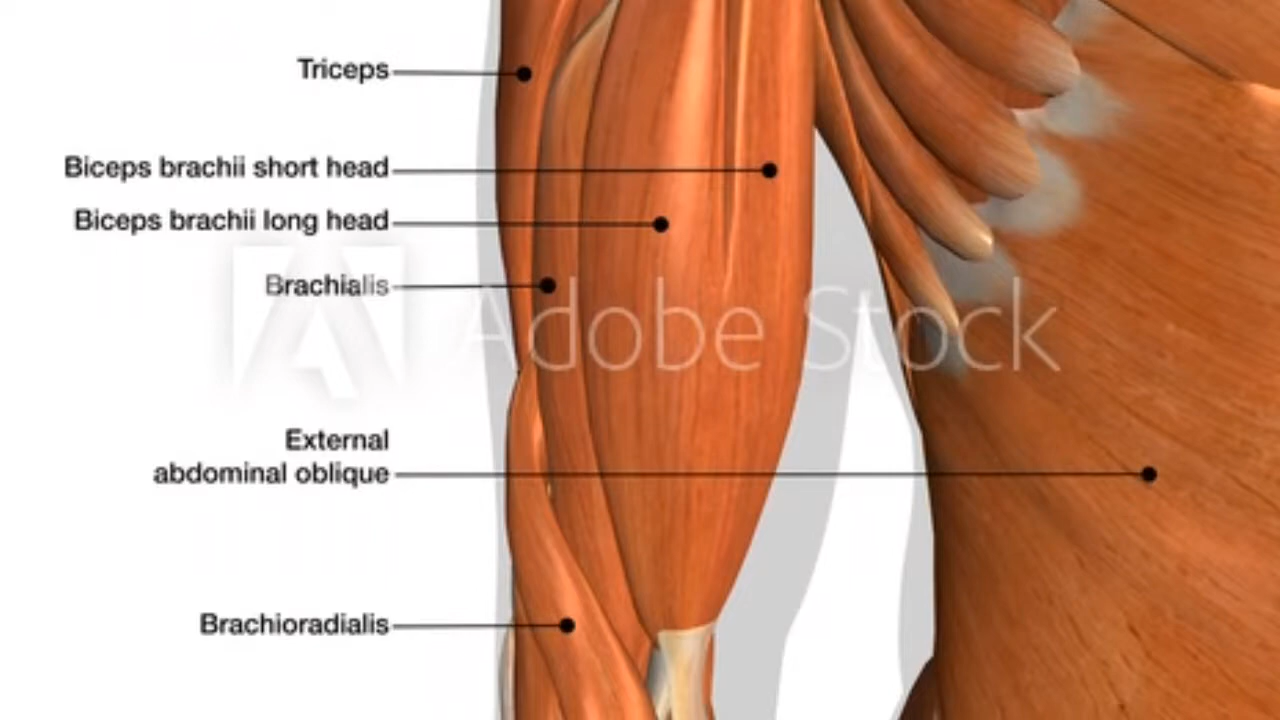 Triceps
Biceps brachii short head
Biceps brachii long head
Brachialis
Adobe Stock
External
abdominal oblique
Brachioradialis